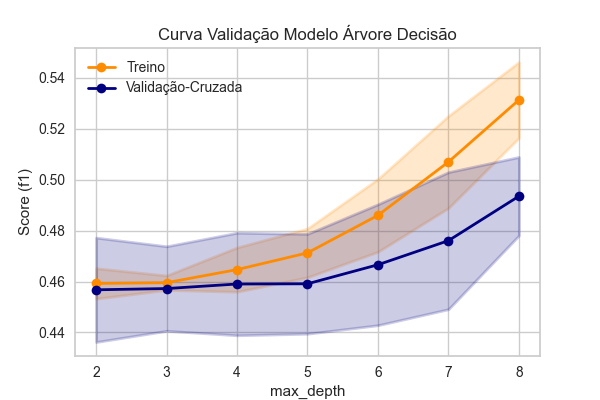 Curva Validação Modelo Árvore Decisão
Treino
Validação-Cruzada
Score (f1)
0.54
0.52
0.50
0.48
0.46
0.44
2 3 4 5 6 7 8
max_depth